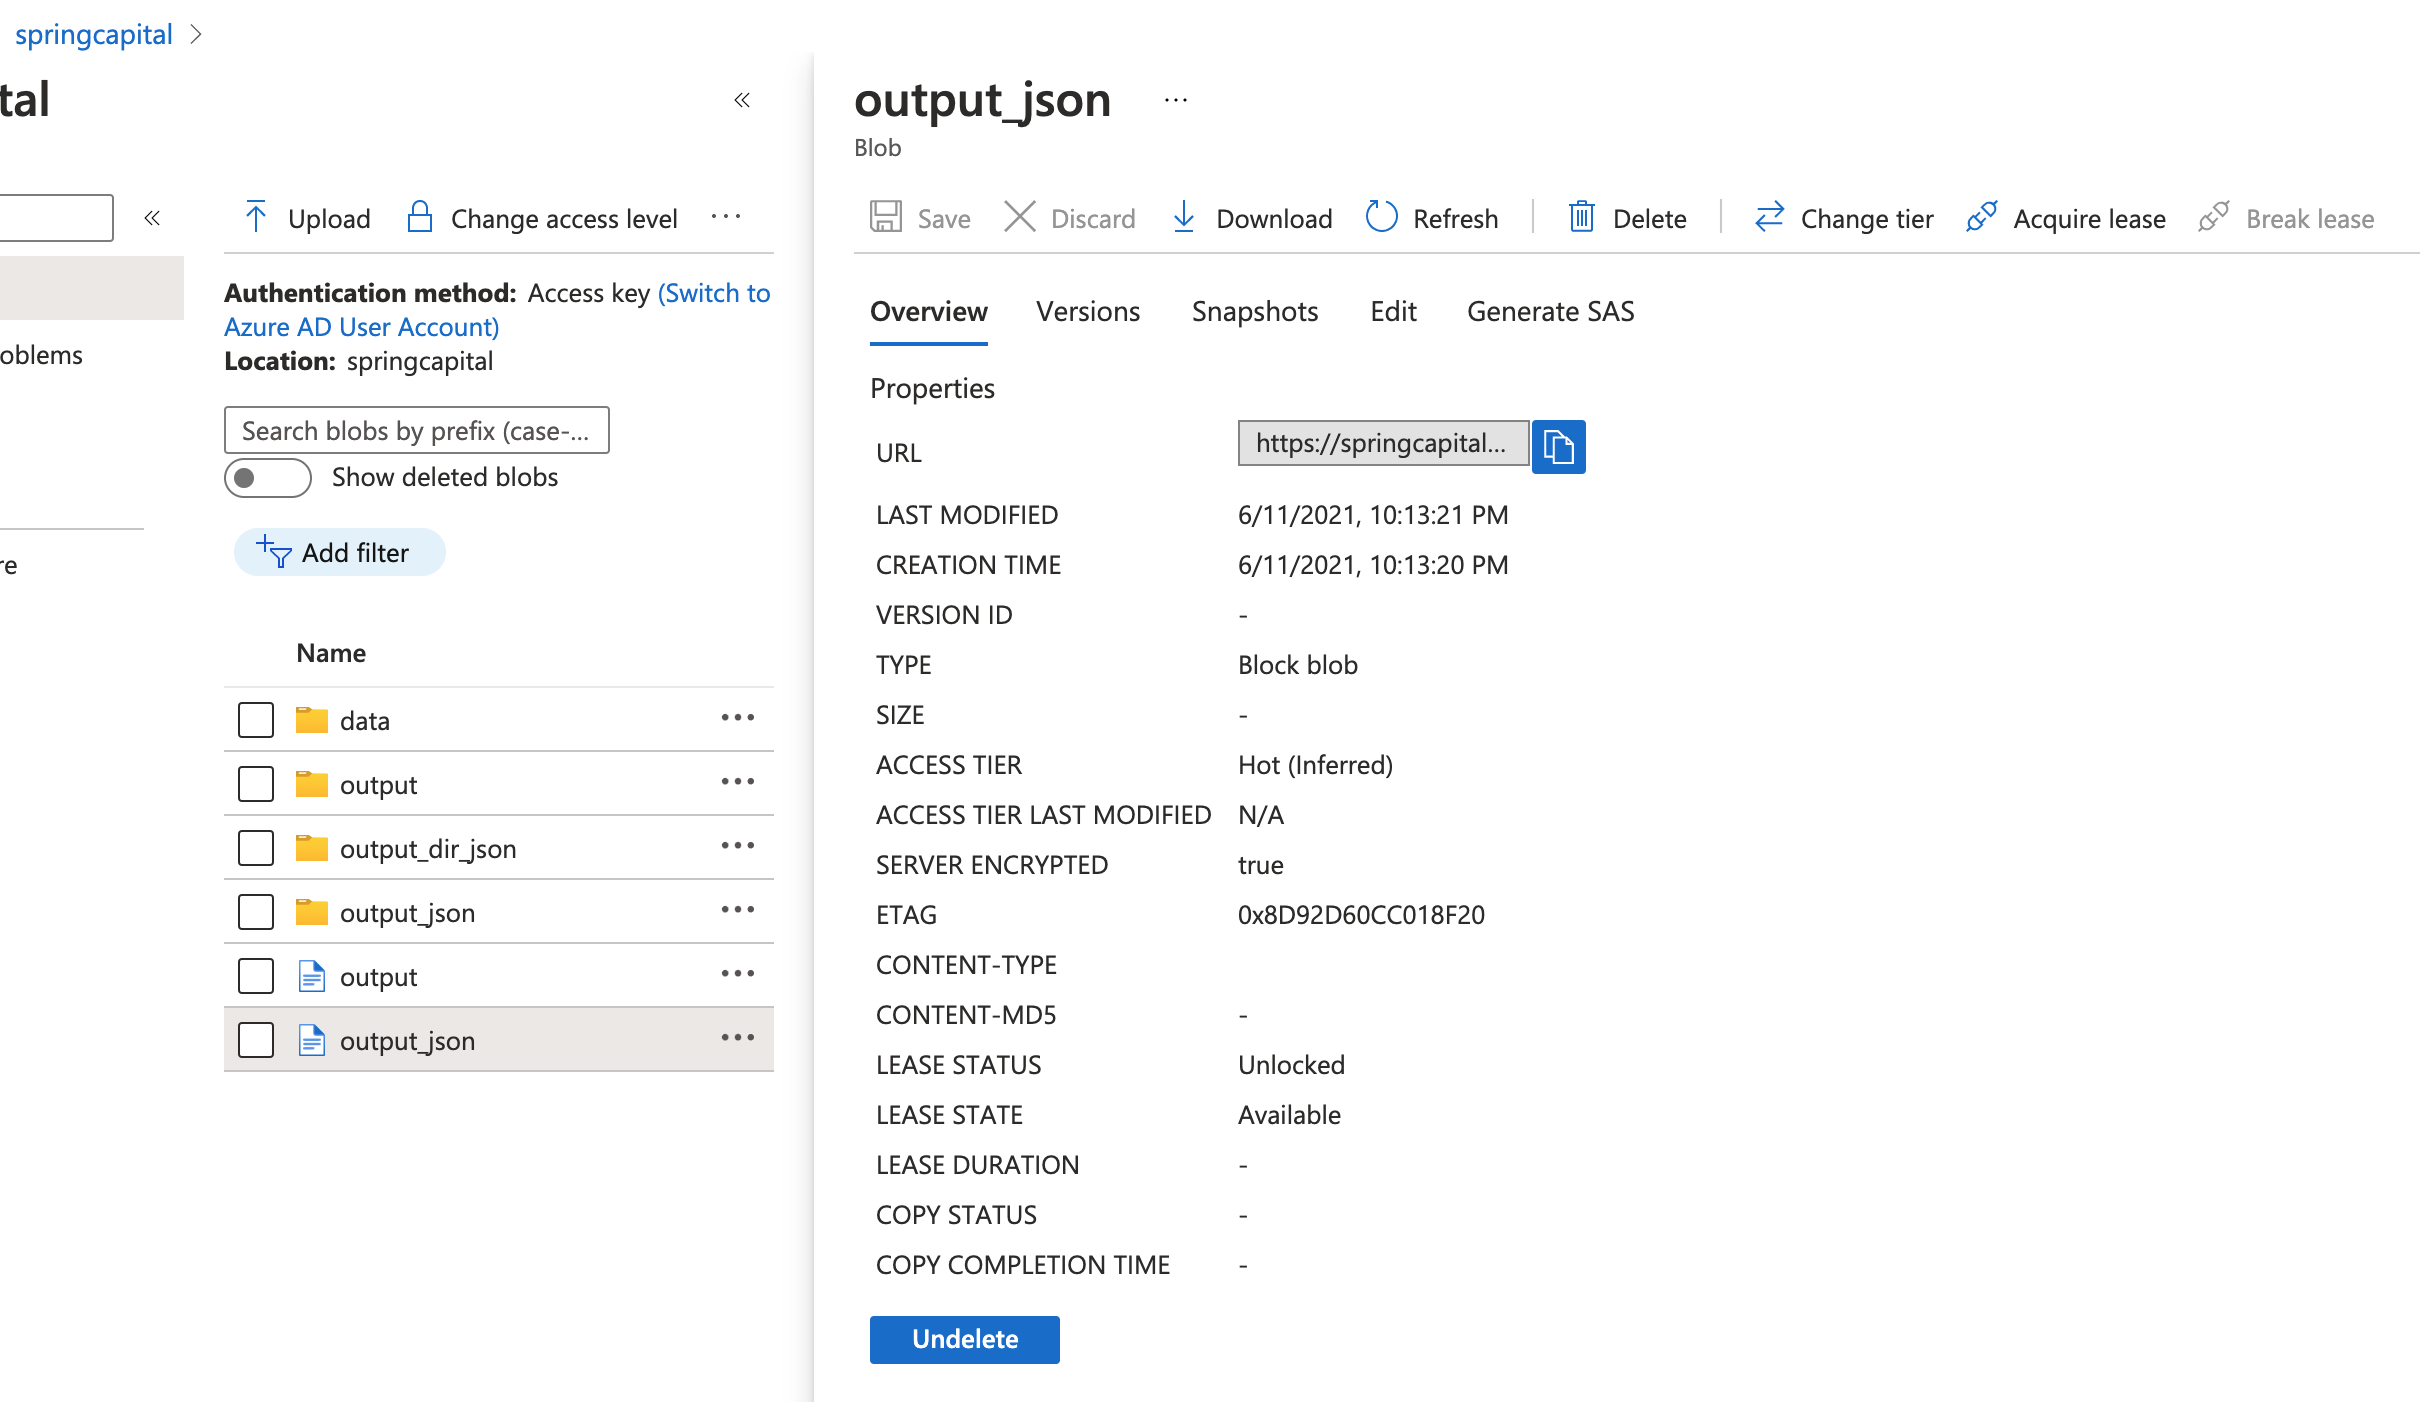 springcapital >
tal
«
«
Upload
Change access level
...
Authentication method: Access key (Switch to
Azure AD User Account)
Location: springcapital
oblems
Search blobs by prefix (case-...
Show deleted blobs
re
Add filter
Name
data
output
output_dir_json
output_json
output
output_json
output_json ...
Blob
Save
Discard
Download
Refresh
Delete
Change tier
Acquire lease
Break lease
Overview
Versions
Snapshots
Edit
Generate SAS
Properties
URL https://springcapital...
LAST MODIFIED 6/11/2021, 10:13:21 PM
CREATION TIME 6/11/2021, 10:13:20 PM
VERSION ID -
TYPE Block blob
SIZE -
ACCESS TIER Hot (Inferred)
ACCESS TIER LAST MODIFIED N/A
SERVER ENCRYPTED true
ETAG 0x8D92D60CC018F20
CONTENT-TYPE
CONTENT-MD5 -
LEASE STATUS Unlocked
LEASE STATE Available
LEASE DURATION -
COPY STATUS -
COPY COMPLETION TIME -
Undelete